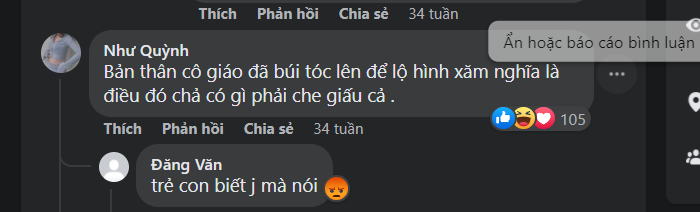 Thích Phản hồi Chia sẻ 34 tuần
Ẩn hoặc báo cáo bình luận
Như Quỳnh
Bản thân cô giáo đã búi tóc lên để lộ hình xăm nghĩa là
điều đó chả có gì phải che giấu cả .
105
Thích Phản hồi Chia sẻ 34 tuần
Đăng Văn
trẻ con biết j mà nói